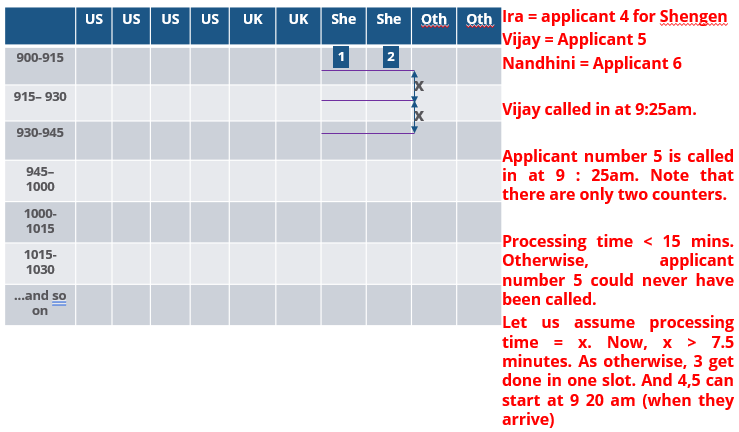 US US US US UK UK She She Oth Oth
900-915 1 2
x
915– 930
x
930-945
945–
1000
1000-
1015
1015-
1030
...and so
on
Ira = applicant 4 for Shengen
Vijay = Applicant 5
Nandhini = Applicant 6
Vijay called in at 9:25am.
Applicant number 5 is called
in at 9 : 25am. Note that
there are only two counters.
Processing time < 15 mins.
Otherwise, applicant
number 5 could never have
been called.
Let us assume processing
time = x. Now, x > 7.5
minutes. As otherwise, 3 get
done in one slot. And 4,5 can
start at 9 20 am (when they
arrive)